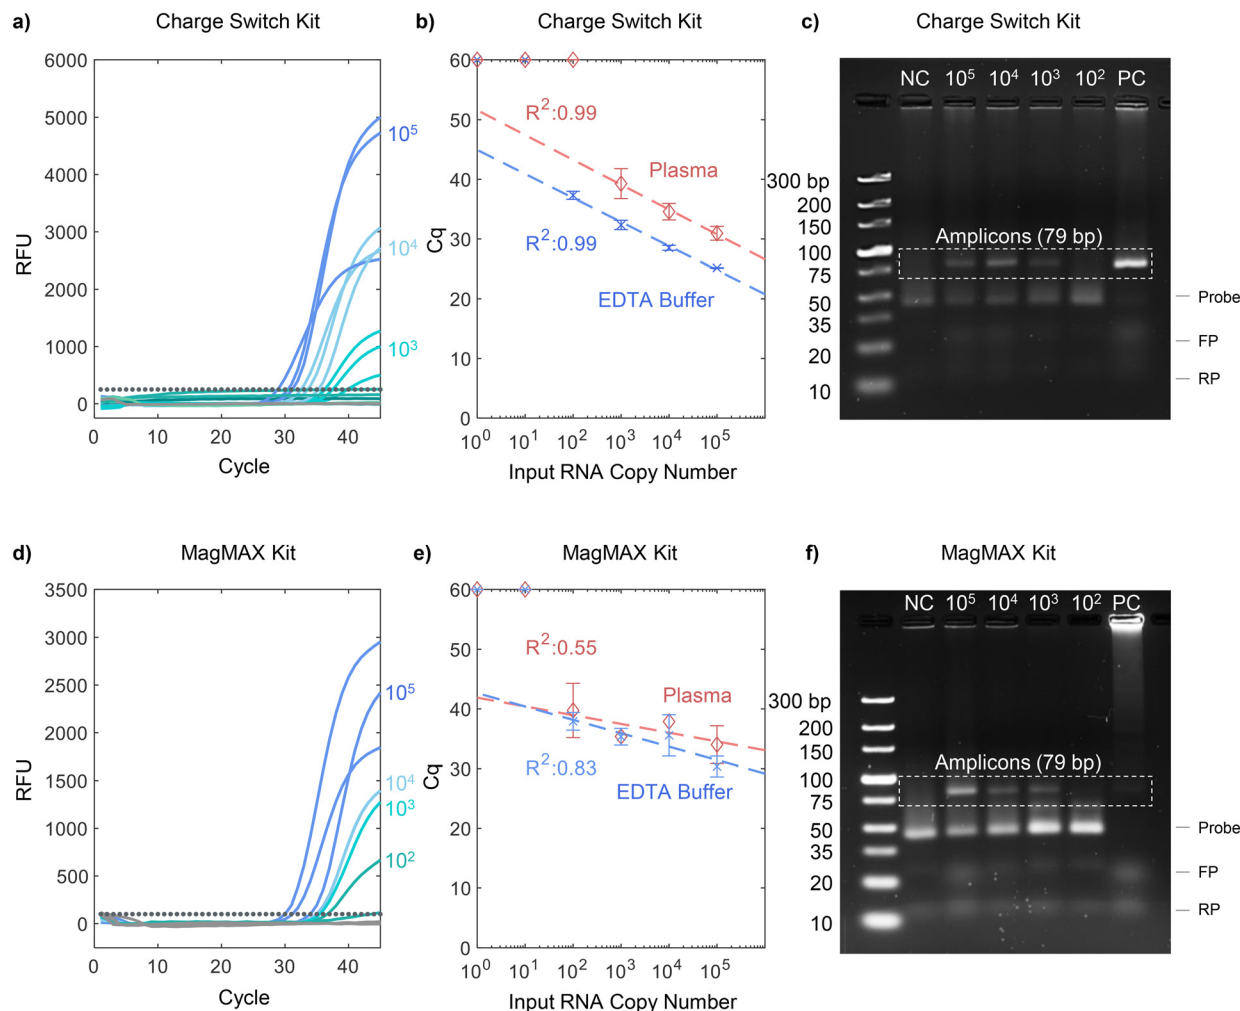 a)
Charge Switch Kit
6000
5000
4000
3000
2000
1000
0
RFU
0 10 20 30 40
Cycle
10⁵
10⁴
10³
b)
Charge Switch Kit
60
50
40
30
20
10
0
Cq
R²:0.99
Plasma
R²:0.99
EDTA Buffer
10⁰ 10¹ 10² 10³ 10⁴ 10⁵
Input RNA Copy Number
c)
Charge Switch Kit
NC 10⁵ 10⁴ 10³ 10² PC
300 bp
200
150
100
75
50
35
20
10
Amplicons (79 bp)
Probe
FP
RP
d)
MagMAX Kit
3500
3000
2500
2000
1500
1000
500
0
RFU
0 10 20 30 40
Cycle
10⁵
10⁴
10³
10²
e)
MagMAX Kit
60
50
40
30
20
10
0
Cq
R²:0.55
Plasma
R²:0.83
EDTA Buffer
10⁰ 10¹ 10² 10³ 10⁴ 10⁵
Input RNA Copy Number
f)
MagMAX Kit
NC 10⁵ 10⁴ 10³ 10² PC
300 bp
200
150
100
75
50
35
20
10
Amplicons (79 bp)
Probe
FP
RP